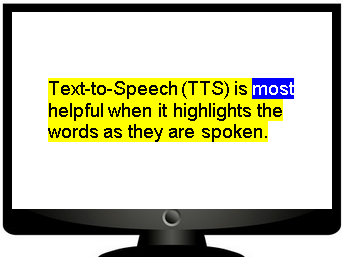 Text-to-Speech (TTS) is most
helpful when it highlights the
words as they are spoken.